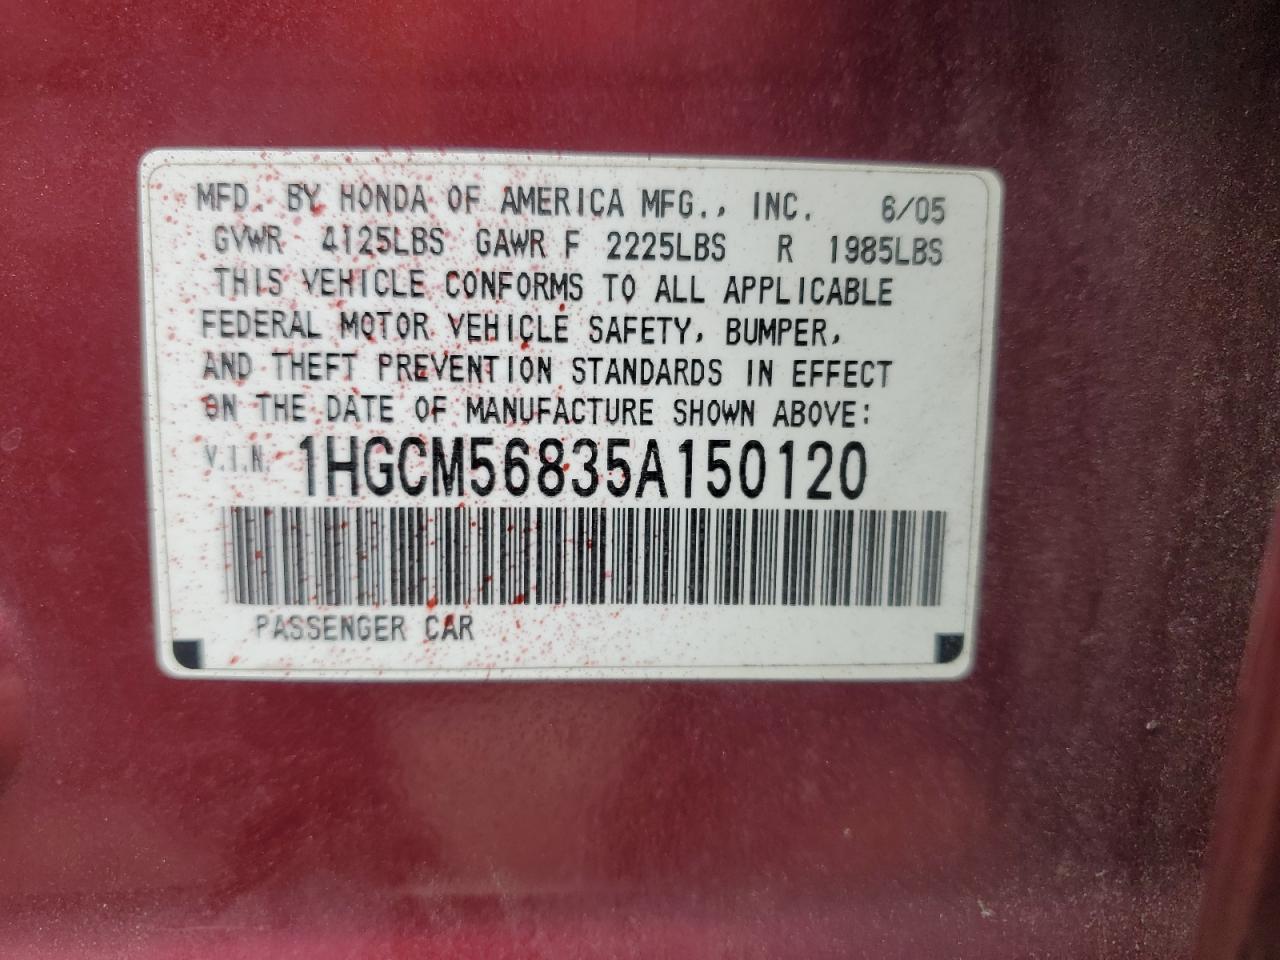 MFD. BY HONDA OF AMERICA MFG., INC. 6/05
GVWR 4125LBS GAWR F 2225LBS R 1985LBS
THIS VEHICLE CONFORMS TO ALL APPLICABLE
FEDERAL MOTOR VEHICLE SAFETY, BUMPER,
AND THEFT PREVENTION STANDARDS IN EFFECT
ON THE DATE OF MANUFACTURE SHOWN ABOVE:
V.I.N. 1HGCM56835A150120
PASSENGER CAR